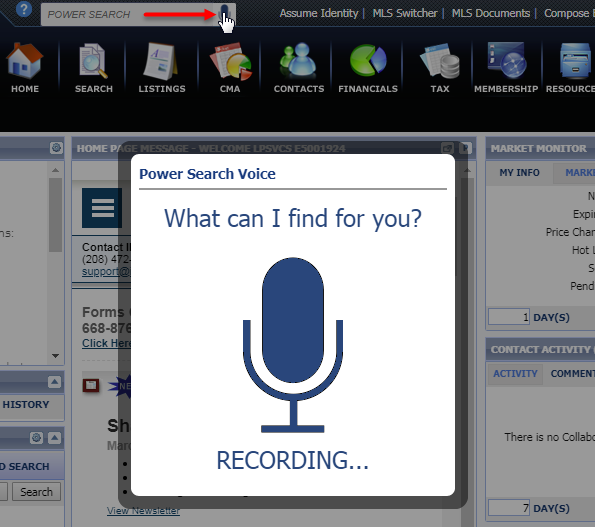 POWER SEARCH
Assume Identity | MLS Switcher | MLS Documents | Compose
HOME
SEARCH
LISTINGS
CMA
CONTACTS
FINANCIALS
TAX
MEMBERSHIP
RESOURCE
HOME PAGE MESSAGE - WELCOME LPSVCS E5001924
MARKET MONITOR
Power Search Voice
What can I find for you?
RECORDING...
MY INFO
MARK
N
Expi
Price Chan
Hot L
S
Pend
1 DAY(S)
CONTACT ACTIVITY (
ACTIVITY
COMMEN
There is no Collabo
7 DAY(S)
ms:
HISTORY
D SEARCH
Search
Contact I
(208) 472-
support@
Forms
668-876
Click Here
NE
Sh
Mar
View Newsletter